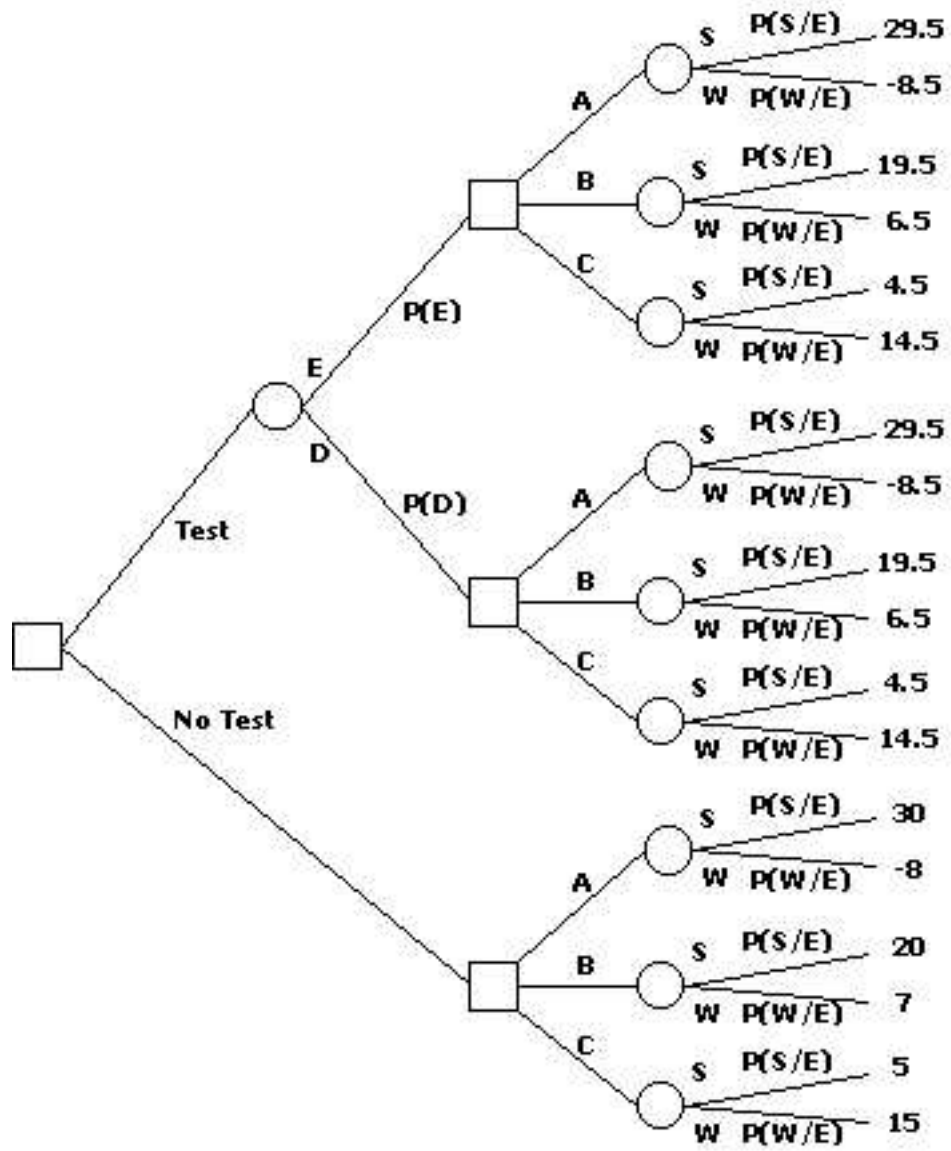 S P(S/E) 29.5
A W P(W/E) -8.5
S P(S/E) 19.5
B W P(W/E) 6.5
C S P(S/E) 4.5
P(E) W P(W/E) 14.5
E
D
S P(S/E) 29.5
P(D) A W P(W/E) -8.5
Test
S P(S/E) 19.5
B W P(W/E) 6.5
C S P(S/E) 4.5
No Test W P(W/E) 14.5
S P(S/E) 30
A W P(W/E) -8
S P(S/E) 20
B W P(W/E) 7
C S P(S/E) 5
W P(W/E) 15